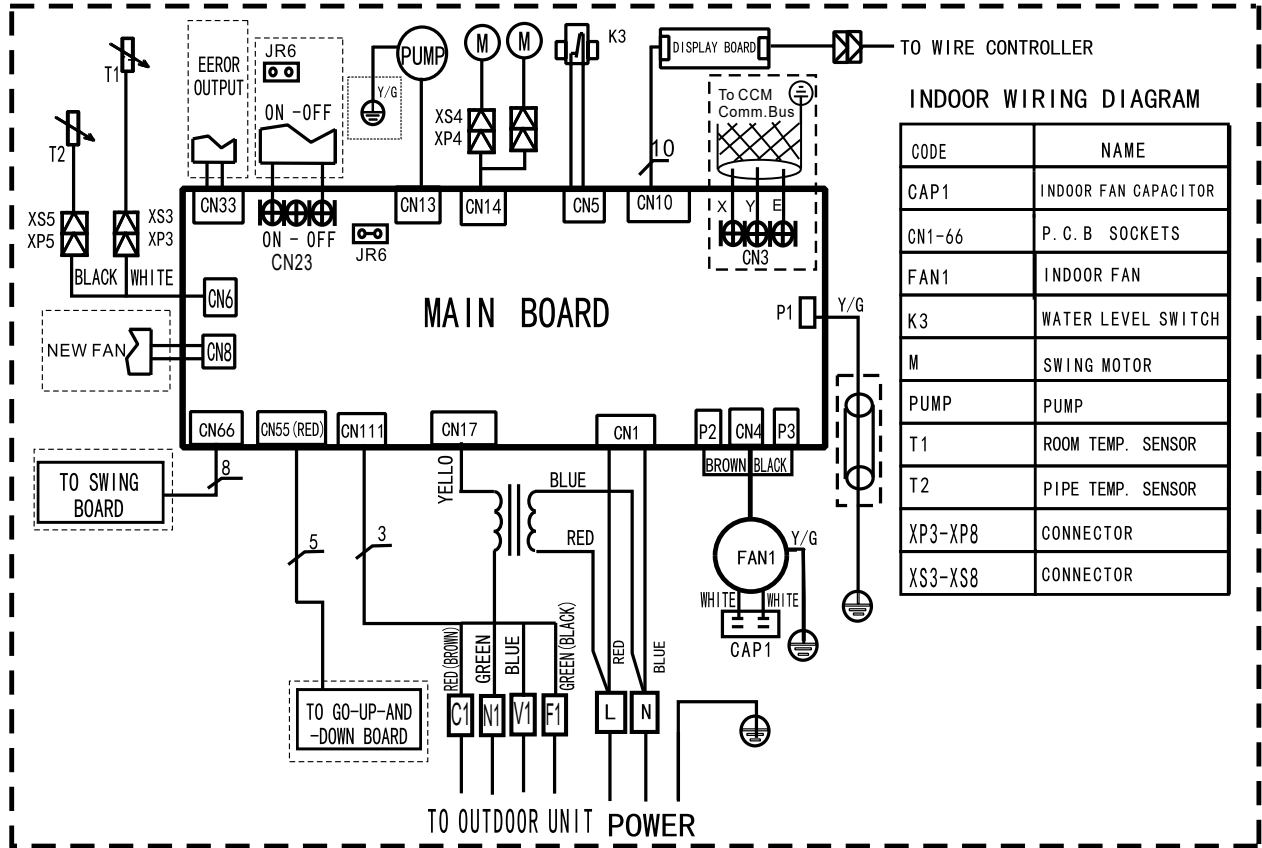 TO WIRE CONTROLLER
DISPLAY BOARD
K3
M
M
PUMP
Y/G
JR6
ON -OFF
EEROR
OUTPUT
T1
T2
XS4
XP4
10
To CCM
Comm.Bus
XS5
XP5
XS3
XP3
BLACK
WHITE
CN33
ON - OFF
CN23
JR6
CN13
CN14
CN5
CN10
X
Y
E
CN3
CN6
NEW FAN
CN8
MAIN BOARD
P1
Y/G
CN66
CN55(RED)
CN111
CN17
CN1
P2
CN4
P3
BROWN
BLACK
TO SWING
BOARD
8
5
3
YELLO
BLUE
RED
FAN1
Y/G
WHITE
WHITE
CAP1
TO GO-UP-AND
-DOWN BOARD
RED(BROWN)
GREEN
BLUE
GREEN(BLACK)
RED
BLUE
C1
N1
V1
F1
L
N
TO OUTDOOR UNIT
POWER
INDOOR WIRING DIAGRAM
CODE NAME
CAP1 INDOOR FAN CAPACITOR
CN1-66 P.C.B SOCKETS
FAN1 INDOOR FAN
K3 WATER LEVEL SWITCH
M SWING MOTOR
PUMP PUMP
T1 ROOM TEMP. SENSOR
T2 PIPE TEMP. SENSOR
XP3-XP8 CONNECTOR
XS3-XS8 CONNECTOR